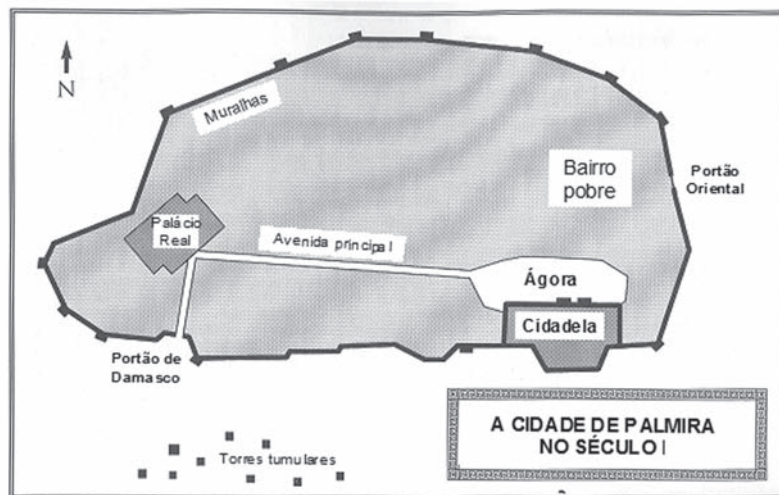 N
Muralhas
Bairro
pobre
Portão
Oriental
Palácio
Real
Avenida principal
Ágora
Cidadela
Portão de
Damasco
A CIDADE DE PALMIRA
NO SÉCULO I
Torres tumulares